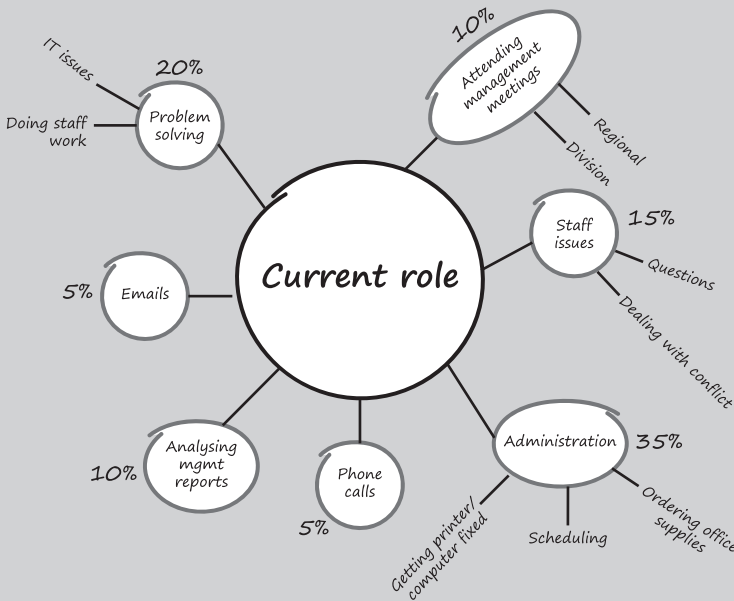 Current role
10%
Attending
management
meetings
Regional
Division
15%
Staff
issues
Questions
Dealing with conflict
35%
Administration
Ordering office
supplies
Scheduling
Getting printer/
computer fixed
5%
Phone
calls
10%
Analysing
mgmt
reports
5%
Emails
20%
Problem
solving
IT issues
Doing staff
work